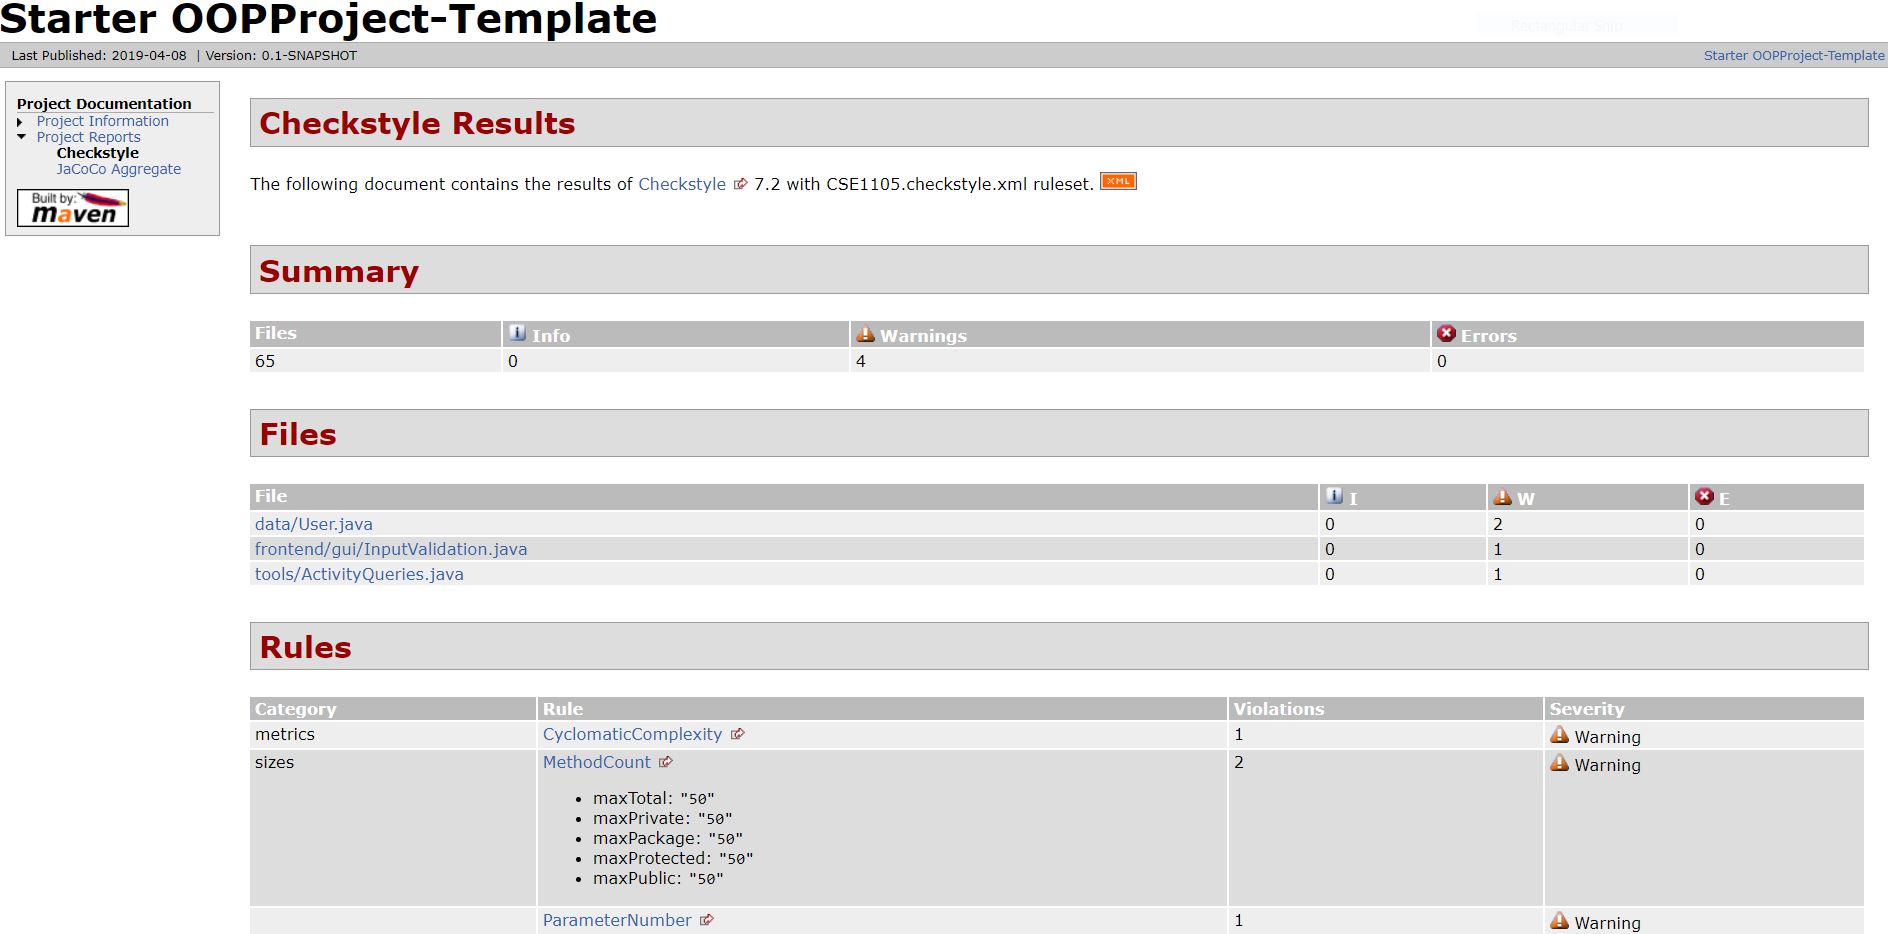 Starter OOPProject-Template
Rectangular Snip
Last Published: 2019-04-08 | Version: 0.1-SNAPSHOT
Starter OOPProject-Template
Project Documentation
Project Information
Project Reports
Checkstyle
JaCoCo Aggregate
Built by:
maven
Checkstyle Results
The following document contains the results of Checkstyle 7.2 with CSE1105.checkstyle.xml ruleset. XML
Summary
Files Info Warnings Errors
65 0 4 0
Files
File I W E
data/User.java 0 2 0
frontend/gui/InputValidation.java 0 1 0
tools/ActivityQueries.java 0 1 0
Rules
Category Rule Violations Severity
metrics CyclomaticComplexity 1 Warning
sizes MethodCount 2 Warning
• maxTotal: "50"
• maxPrivate: "50"
• maxPackage: "50"
• maxProtected: "50"
• maxPublic: "50"
ParameterNumber 1 Warning